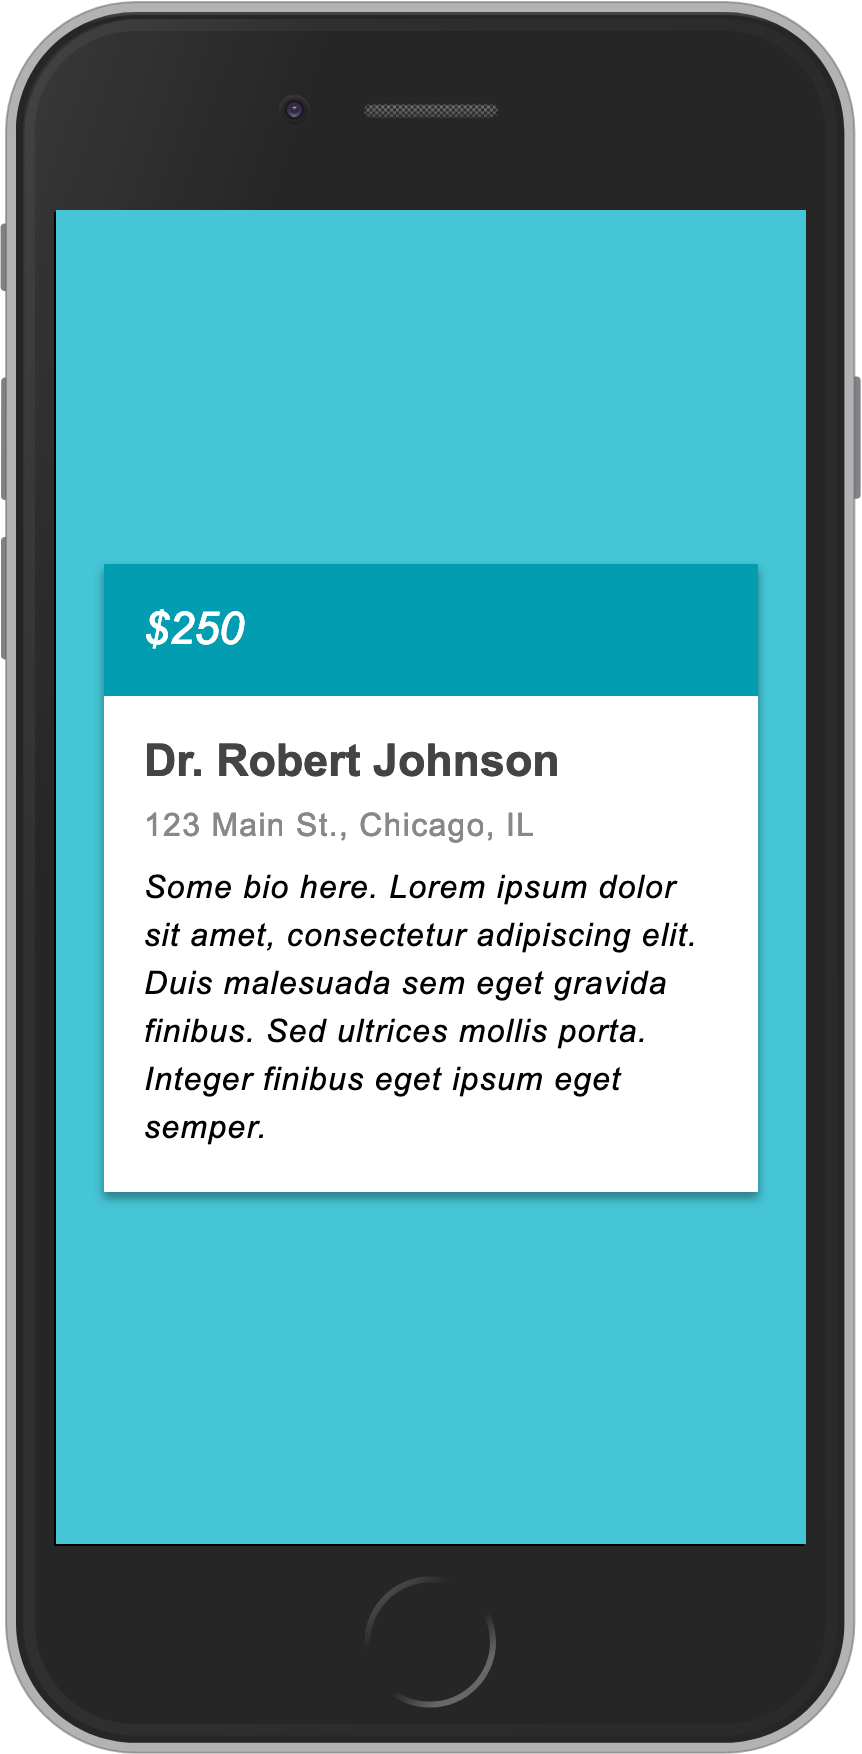 $250
Dr. Robert Johnson
123 Main St., Chicago, IL
Some bio here. Lorem ipsum dolor
sit amet, consectetur adipiscing elit.
Duis malesuada sem eget gravida
finibus. Sed ultrices mollis porta.
Integer finibus eget ipsum eget
semper.